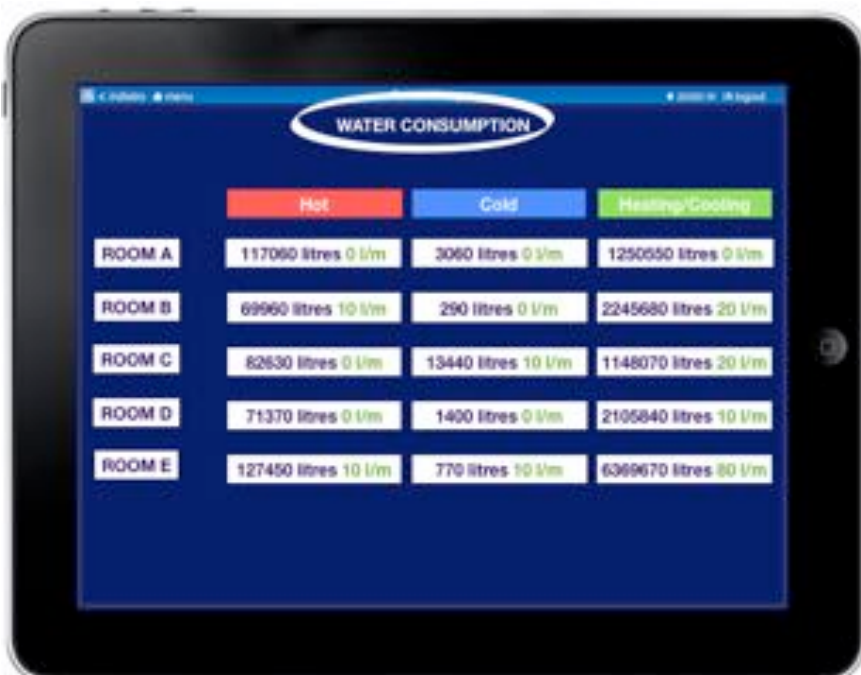 menu logout
WATER CONSUMPTION
Hot Cold Heating/Cooling
ROOM A 117060 litres 0 l/m 3060 litres 0 l/m 1250550 litres 0 l/m
ROOM B 69960 litres 10 l/m 290 litres 0 l/m 2245680 litres 20 l/m
ROOM C 82630 litres 0 l/m 13440 litres 10 l/m 1148070 litres 20 l/m
ROOM D 71370 litres 0 l/m 1400 litres 0 l/m 2105840 litres 10 l/m
ROOM E 127450 litres 10 l/m 770 litres 10 l/m 6369670 litres 80 l/m